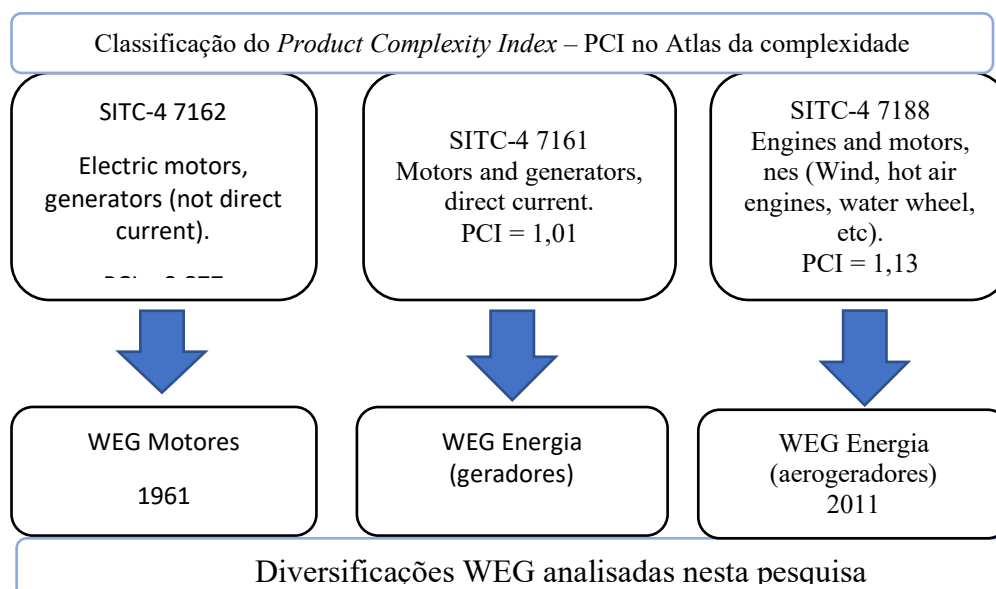 Classificação do Product Complexity Index – PCI no Atlas da complexidade
SITC-4 7162
Electric motors,
generators (not direct
current).
SITC-4 7161
Motors and generators,
direct current.
PCI = 1,01
SITC-4 7188
Engines and motors,
nes (Wind, hot air
engines, water wheel,
etc).
PCI = 1,13
WEG Motores
1961
WEG Energia
(geradores)
WEG Energia
(aerogeradores)
2011
Diversificações WEG analisadas nesta pesquisa